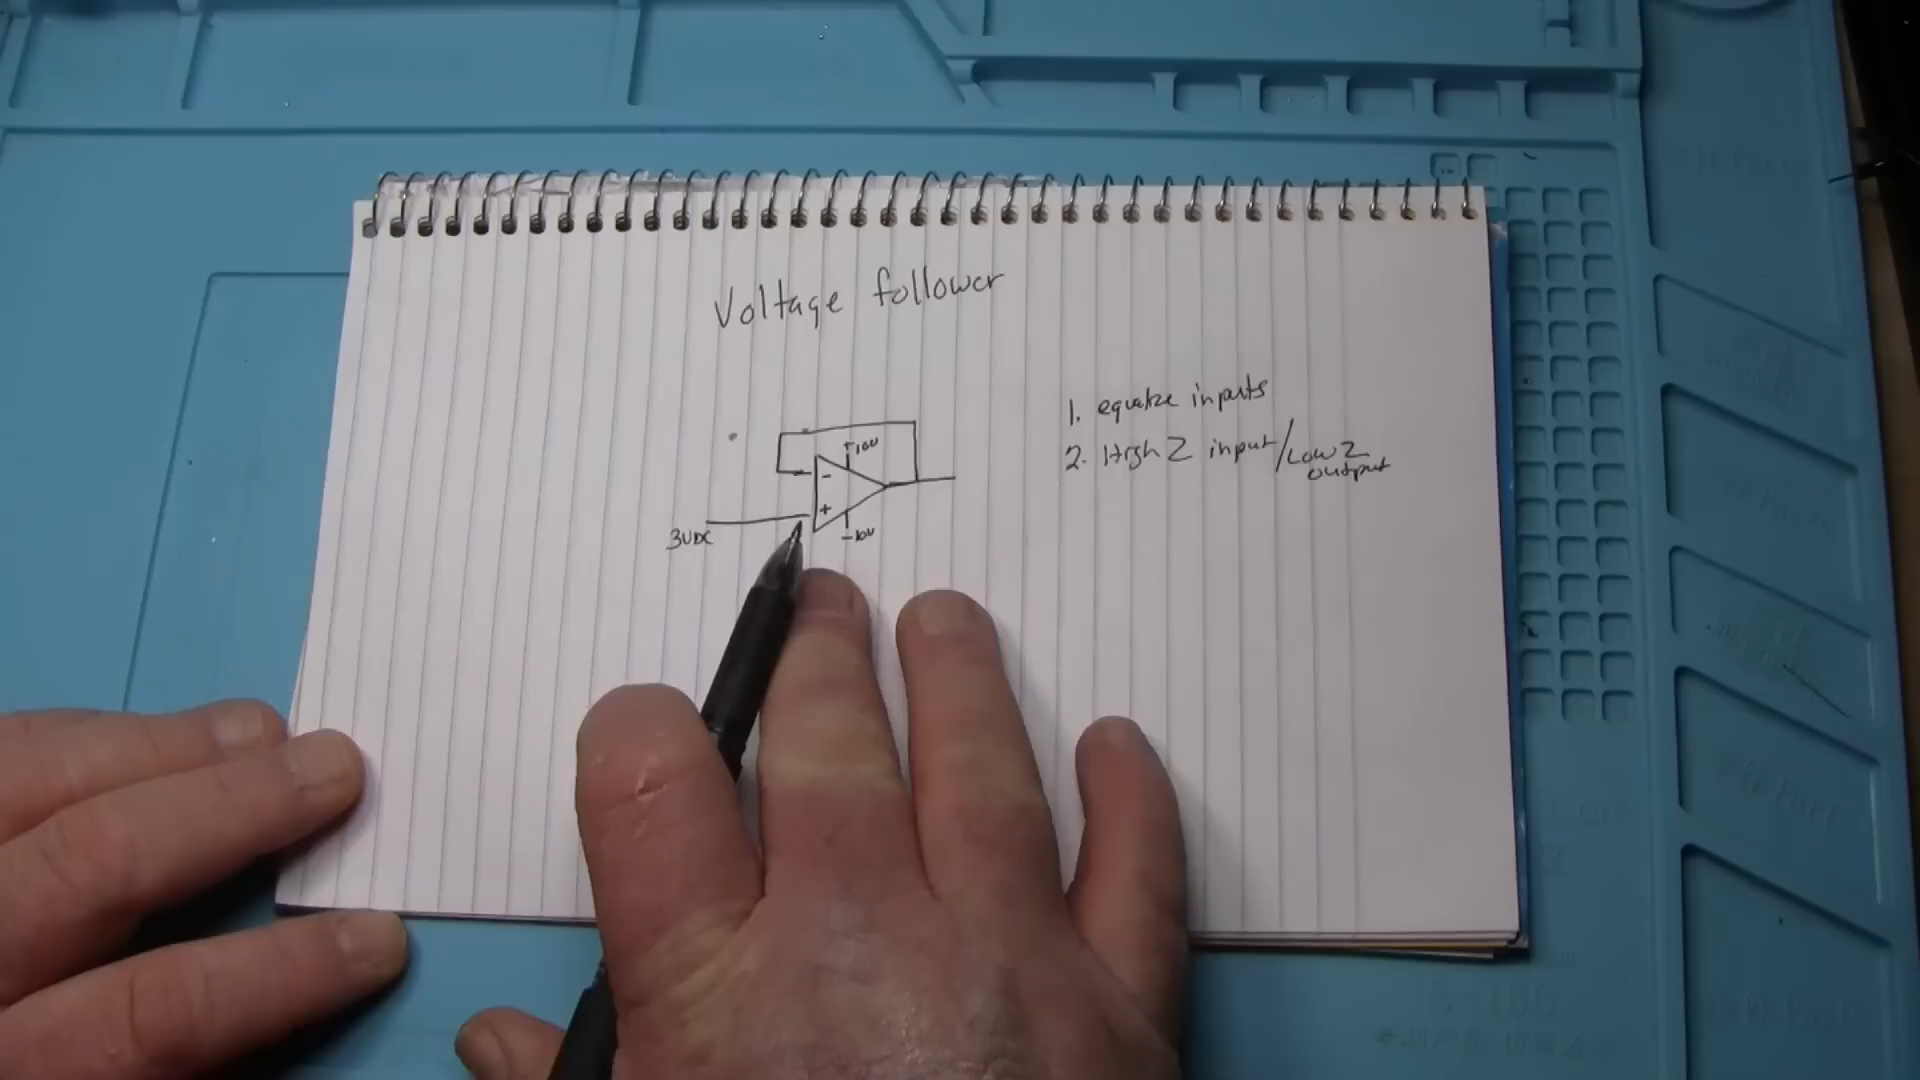 Voltage follower
1. equalize inputs
2. High Z input/Low Z
output
+10V
-
+
3VDC
-10V